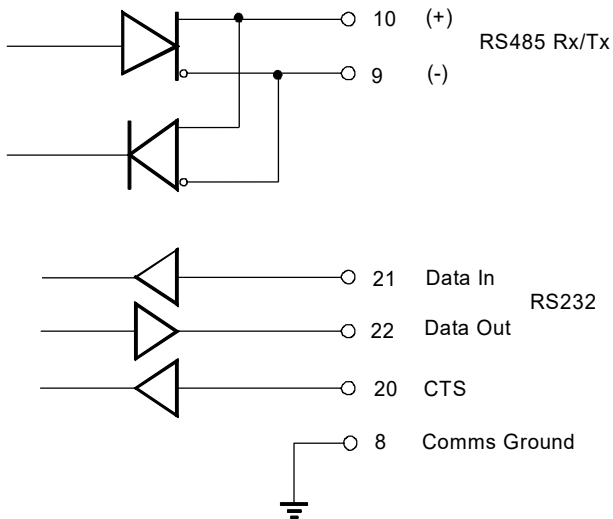 10 (+)
RS485 Rx/Tx
9 (-)
21 Data In
RS232
22 Data Out
20 CTS
8 Comms Ground